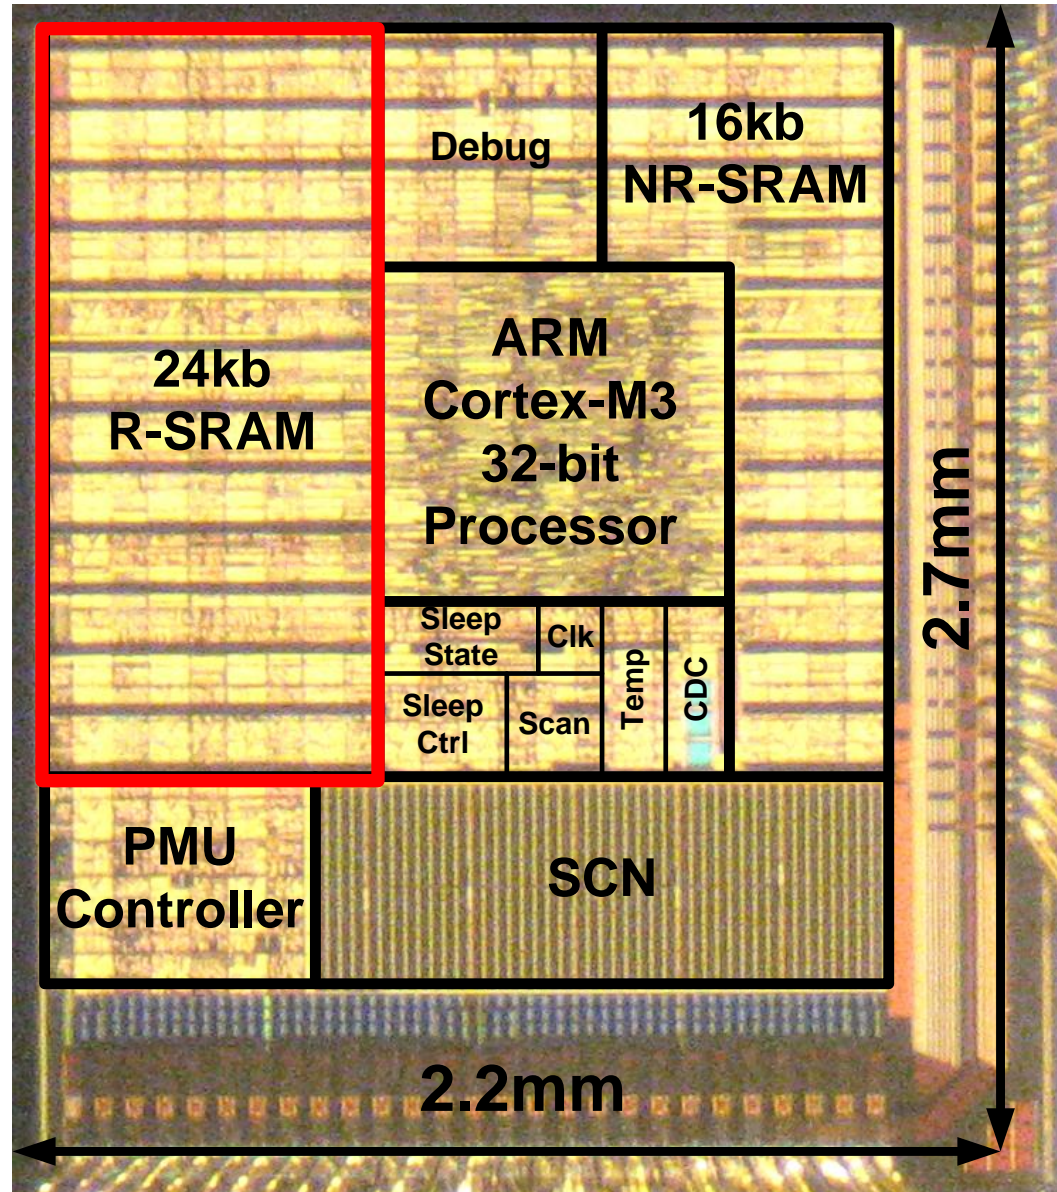 Debug
16kb
NR-SRAM
24kb
R-SRAM
ARM
Cortex-M3
32-bit
Processor
Sleep
State
Clk
Sleep
Ctrl
Scan
Temp
CDC
2.7mm
PMU
Controller
SCN
2.2mm